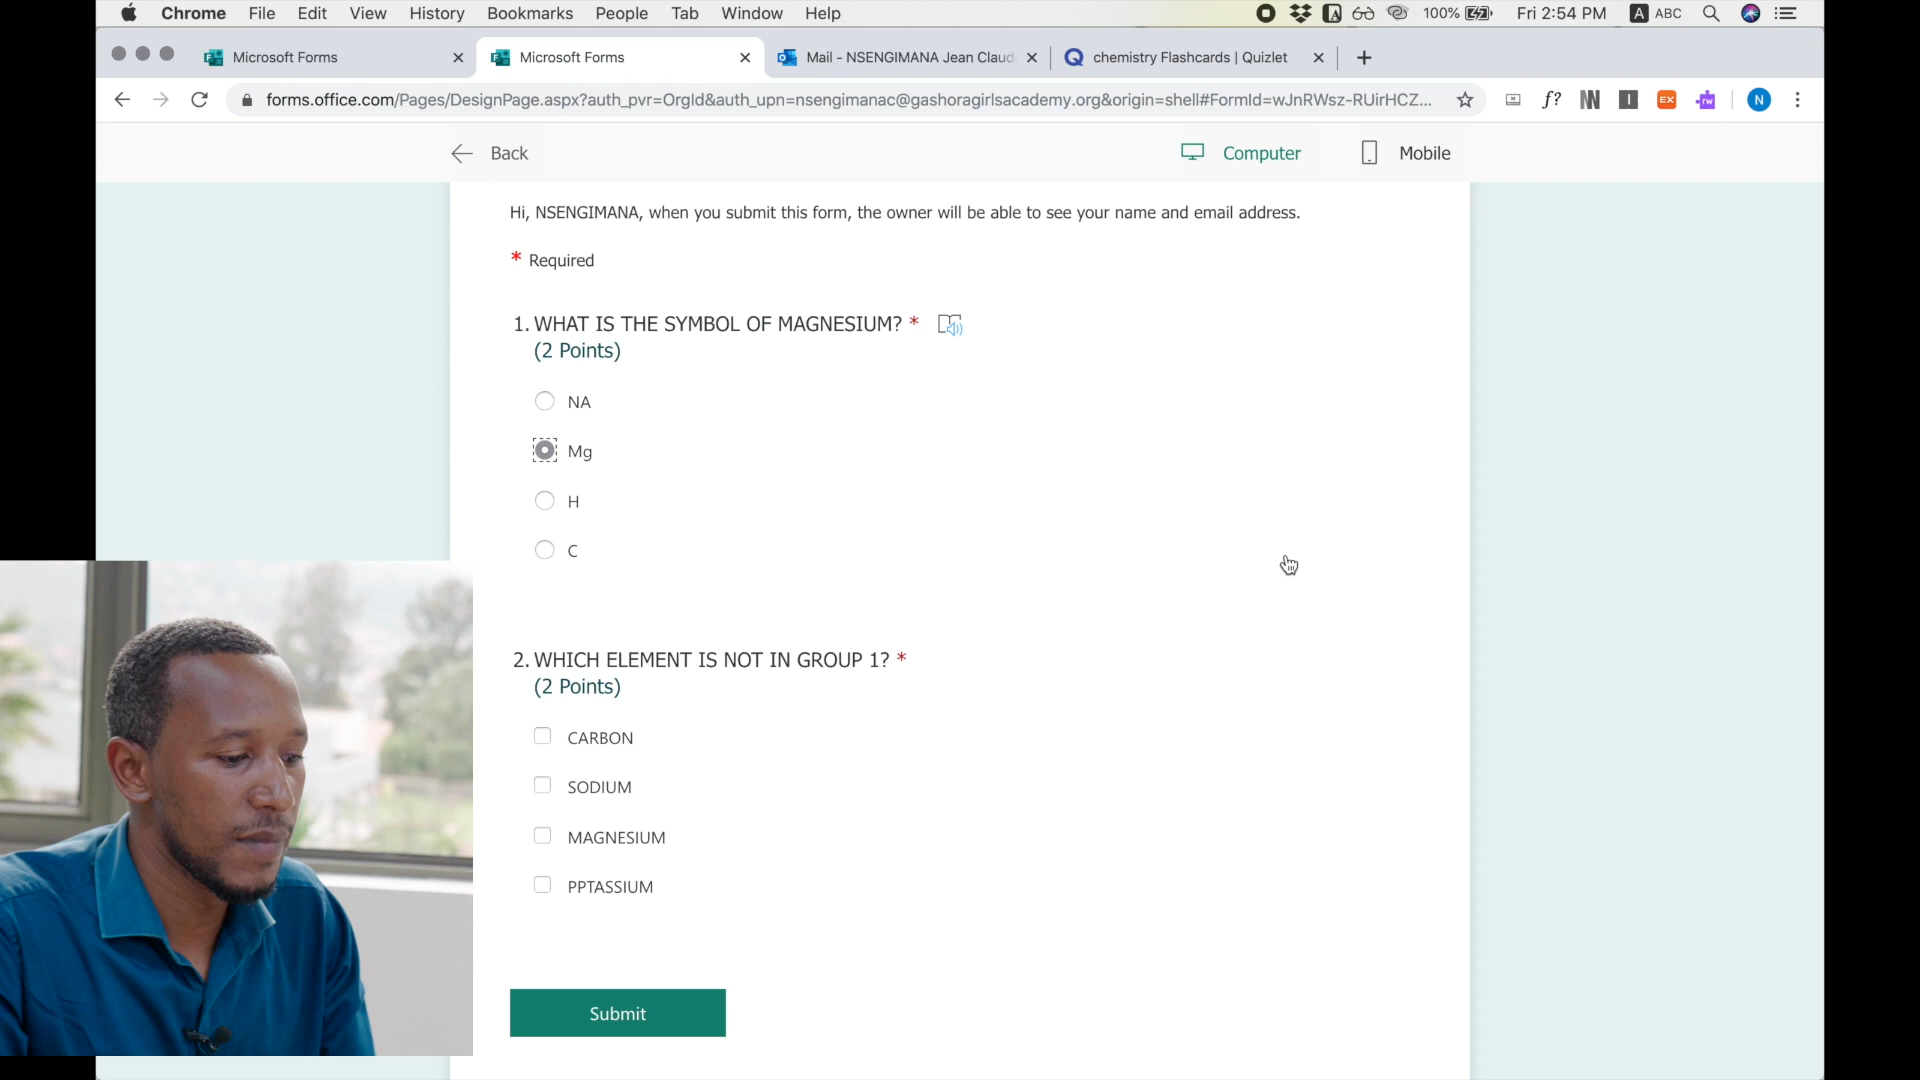 Chrome File Edit View History Bookmarks People Tab Window Help 100% Fri 2:54 PM A ABC
Microsoft Forms Microsoft Forms Mail - NSENGIMANA Jean Claud chemistry Flashcards | Quizlet
forms.office.com/Pages/DesignPage.aspx?auth_pvr=OrgId&auth_upn=nsengimanac@gashoragirlsacademy.org&origin=shell#FormId=wJnRWsz-RUirHCZ... f? EX rw N
Back Computer Mobile
Hi, NSENGIMANA, when you submit this form, the owner will be able to see your name and email address.
* Required
1. WHAT IS THE SYMBOL OF MAGNESIUM? *
(2 Points)
NA
Mg
H
C
2. WHICH ELEMENT IS NOT IN GROUP 1? *
(2 Points)
CARBON
SODIUM
MAGNESIUM
PPTASSIUM
Submit